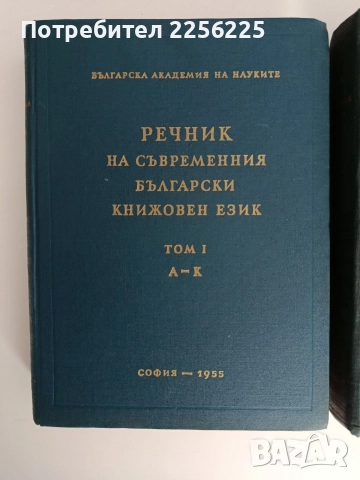 Потребител 2256225
БЪЛГАРСКА АКАДЕМИЯ НА НАУКИТЕ
РЕЧНИК
НА СЪВРЕМЕННИЯ
БЪЛГАРСКИ
КНИЖОВЕН ЕЗИК
ТОМ I
А – К
СОФИЯ — 1955
BAZAR